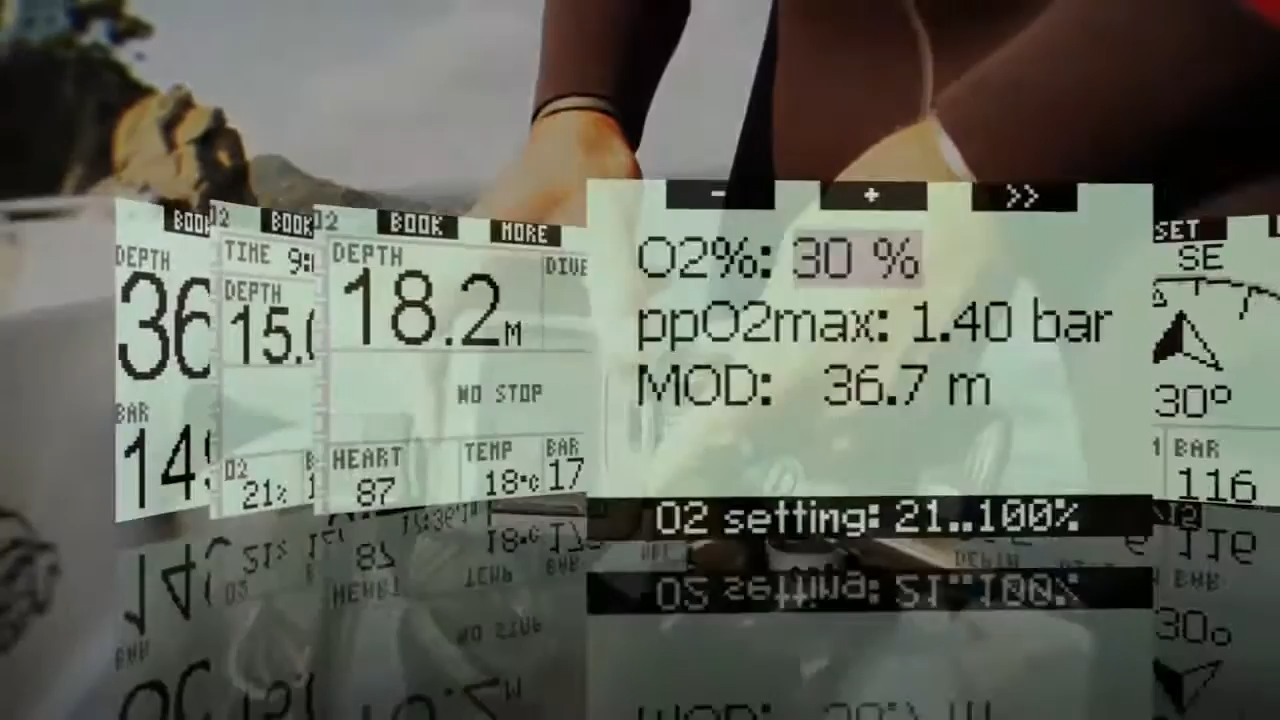 BOOK
DEPTH
36
BAR
BOOK
TIME
DEPTH
15.
O2
21%
BOOK
MORE
DEPTH
18.2M
DIVE
NO STOP
HEART
87
TEMP
18°C
BAR
17
- + >>
O2%: 30 %
ppO2max: 1.40 bar
MOD: 36.7 m
O2 setting: 21..100%
SET
SE
30°
BAR
116